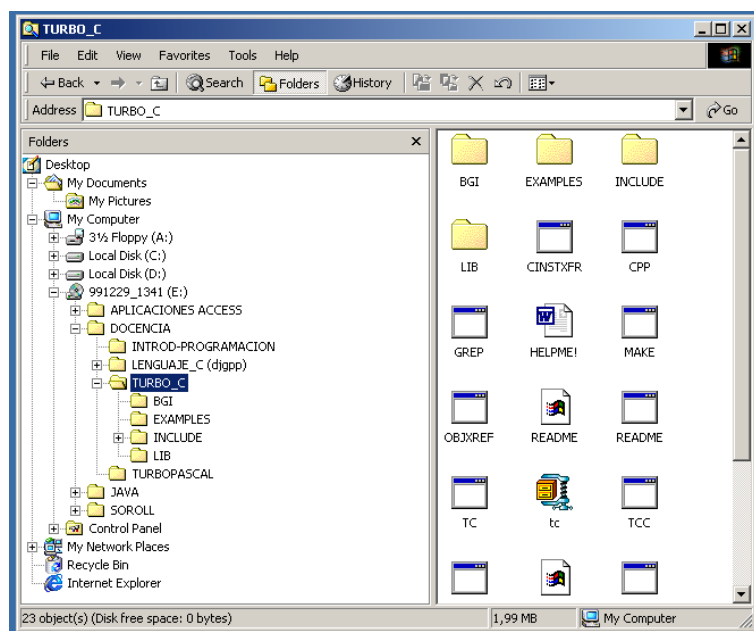 TURBO_C
File Edit View Favorites Tools Help
Back Search Folders History
Address TURBO_C Go
Folders
Desktop
My Documents
My Pictures
My Computer
3½ Floppy (A:)
Local Disk (C:)
Local Disk (D:)
991229_1341 (E:)
APLICACIONES ACCESS
DOCENCIA
INTROD-PROGRAMACION
LENGUAJE_C (djgpp)
TURBO_C
BGI
EXAMPLES
INCLUDE
LIB
TURBOPASCAL
JAVA
SOROLL
Control Panel
My Network Places
Recycle Bin
Internet Explorer
BGI EXAMPLES INCLUDE
LIB CINSTXFR CPP
GREP HELPME! MAKE
OBJXREF README README
TC tc TCC
23 object(s) (Disk free space: 0 bytes) 1,99 MB My Computer